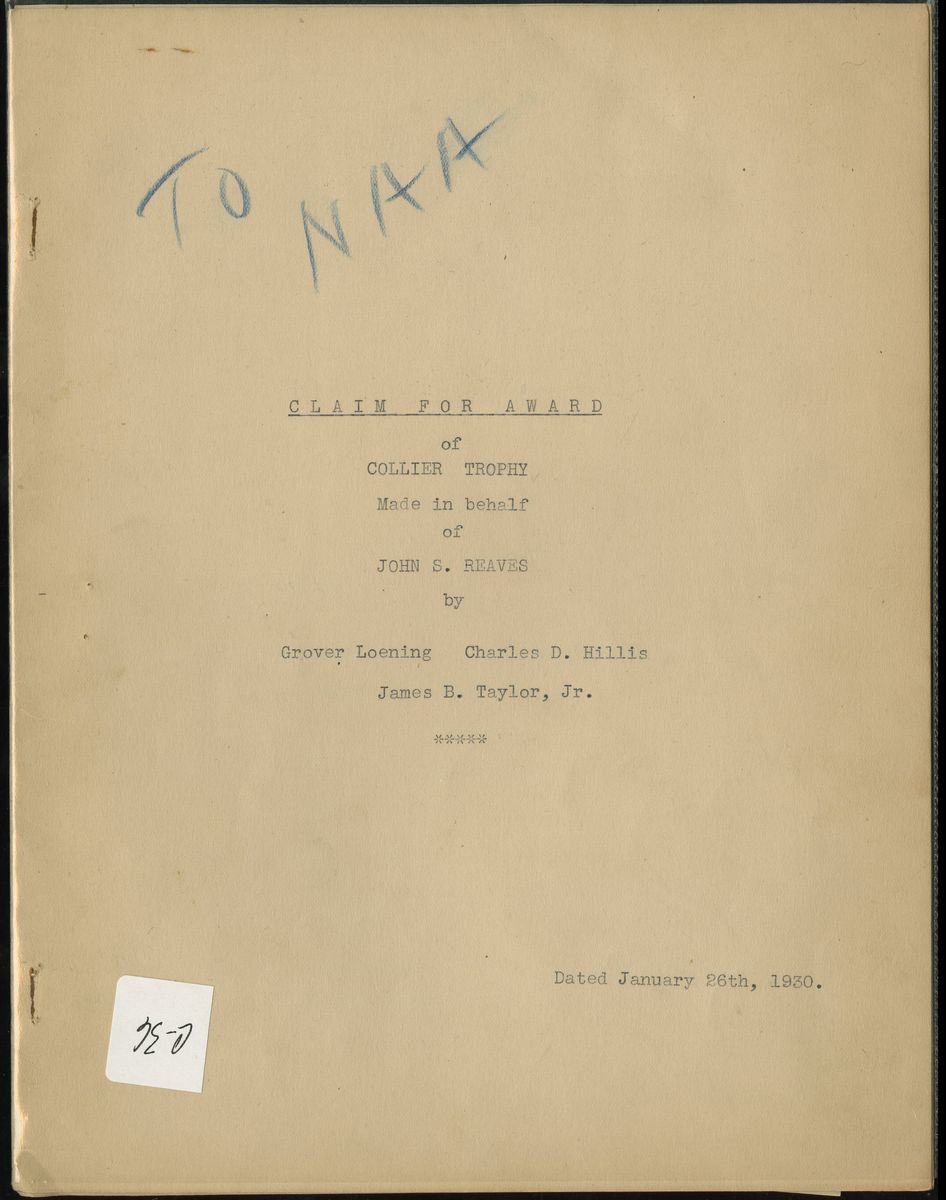 TO NAA
CLAIM FOR AWARD
of
COLLIER TROPHY
Made in behalf
of
JOHN S. REAVES
by
Grover Loening Charles D. Hillis
James B. Taylor, Jr.
*****
Dated January 26th, 1930.